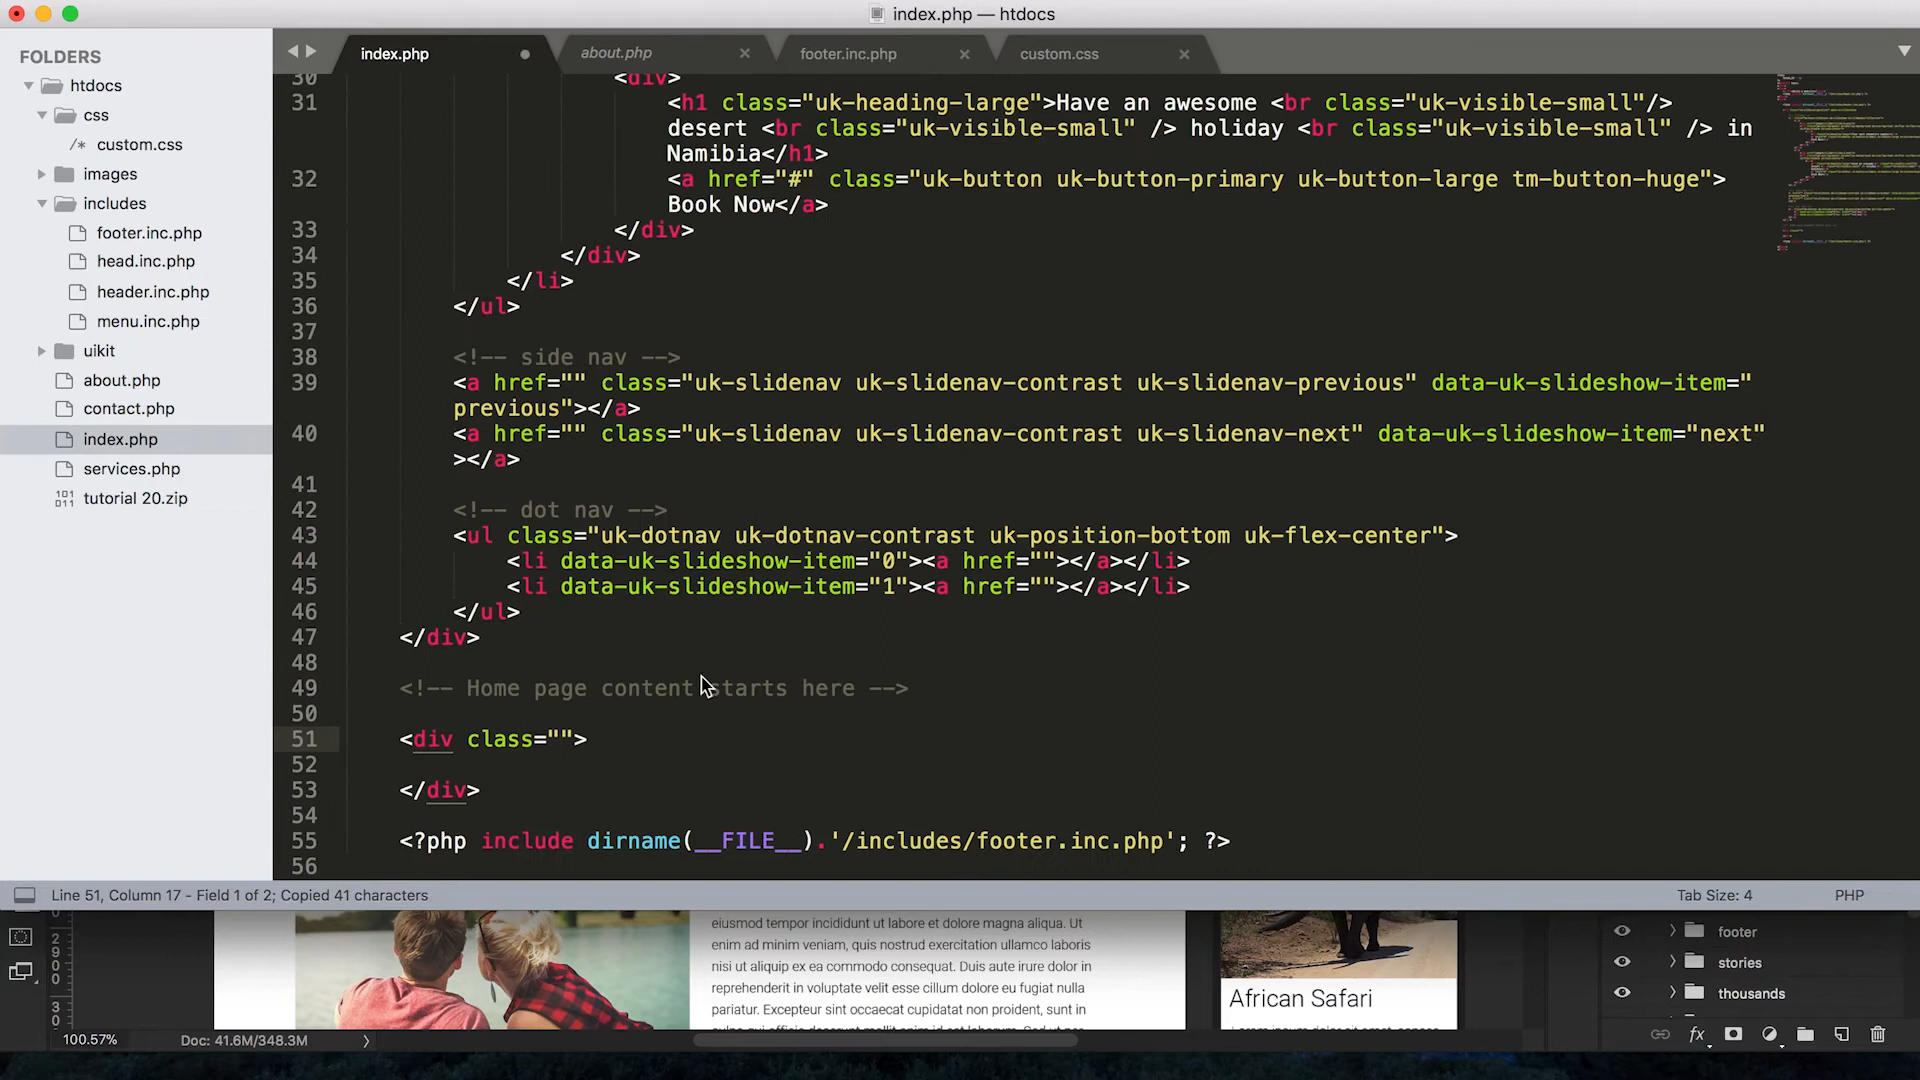 index.php — htdocs
FOLDERS
htdocs
css
/* custom.css
images
includes
footer.inc.php
head.inc.php
header.inc.php
menu.inc.php
uikit
about.php
contact.php
index.php
services.php
tutorial 20.zip
index.php
about.php
footer.inc.php
custom.css
30 <div>
31 <h1 class="uk-heading-large">Have an awesome <br class="uk-visible-small"/>
desert <br class="uk-visible-small" /> holiday <br class="uk-visible-small" /> in
Namibia</h1>
32 <a href="#" class="uk-button uk-button-primary uk-button-large tm-button-huge">
Book Now</a>
33 </div>
34 </div>
35 </li>
36 </ul>
37
38 <!-- side nav -->
39 <a href="" class="uk-slidenav uk-slidenav-contrast uk-slidenav-previous" data-uk-slideshow-item="
previous"></a>
40 <a href="" class="uk-slidenav uk-slidenav-contrast uk-slidenav-next" data-uk-slideshow-item="next"
></a>
41
42 <!-- dot nav -->
43 <ul class="uk-dotnav uk-dotnav-contrast uk-position-bottom uk-flex-center">
44 <li data-uk-slideshow-item="0"><a href=""></a></li>
45 <li data-uk-slideshow-item="1"><a href=""></a></li>
46 </ul>
47 </div>
48
49 <!-- Home page content starts here -->
50
51 <div class="">
52
53 </div>
54
55 <?php include dirname(__FILE__).'/includes/footer.inc.php'; ?>
56
Line 51, Column 17 - Field 1 of 2; Copied 41 characters
Tab Size: 4
PHP
eiusmod tempor incididunt ut labore et dolore magna aliqua. Ut
enim ad minim veniam, quis nostrud exercitation ullamco laboris
nisi ut aliquip ex ea commodo consequat. Duis aute irure dolor in
reprehenderit in voluptate velit esse cillum dolore eu fugiat nulla
pariatur. Excepteur sint occaecat cupidatat non proident, sunt in
African Safari
footer
stories
thousands
2
9
0
0
3
0
100.57%
Doc: 41.6M/348.3M
fx